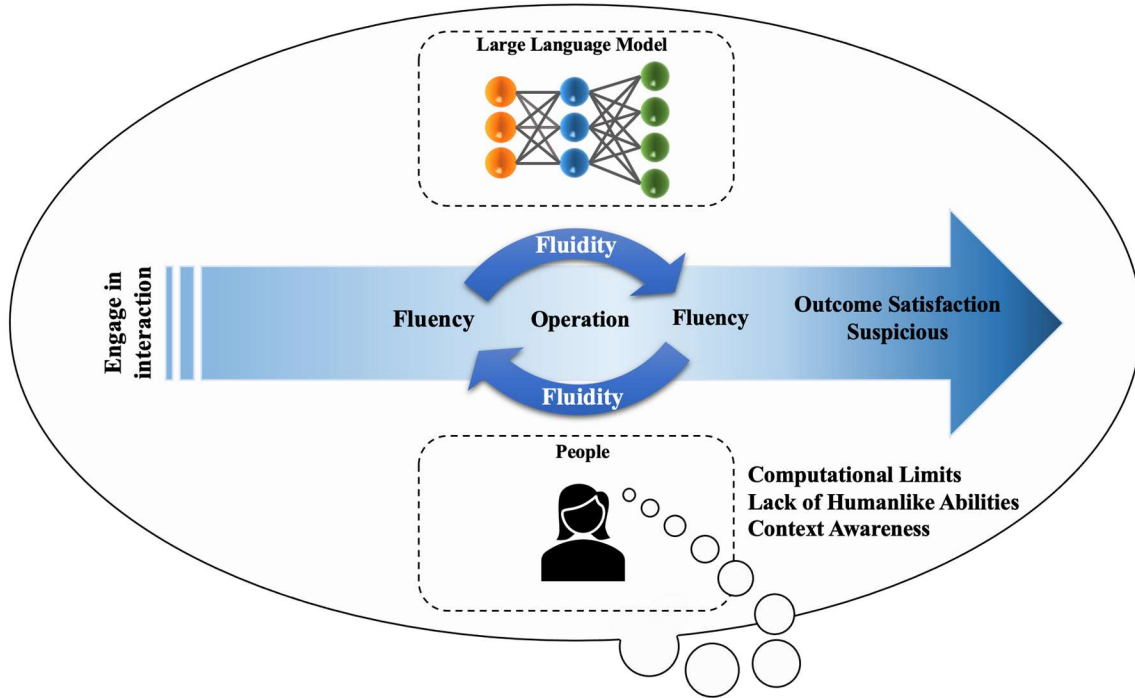 Large Language Model
Engage in
interaction
Fluidity
Fluency
Operation
Fluency
Fluidity
Outcome Satisfaction
Suspicious
People
Computational Limits
Lack of Humanlike Abilities
Context Awareness